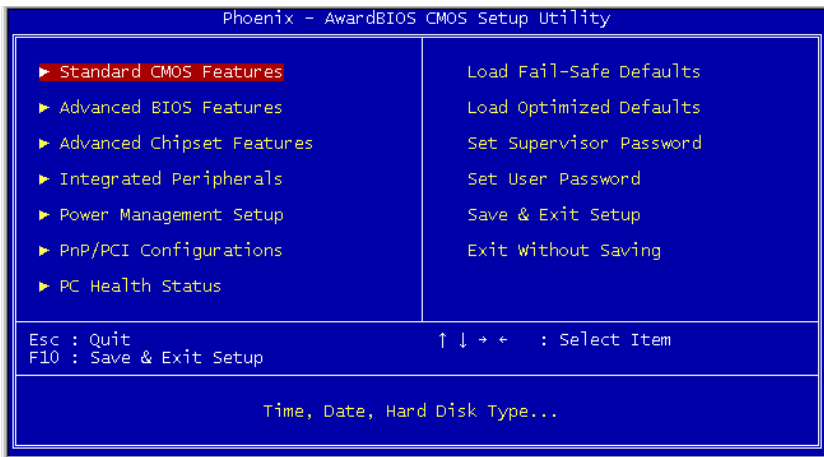 Phoenix - AwardBIOS CMOS Setup Utility
► Standard CMOS Features
► Advanced BIOS Features
► Advanced Chipset Features
► Integrated Peripherals
► Power Management Setup
► PnP/PCI Configurations
► PC Health Status
Load Fail-Safe Defaults
Load Optimized Defaults
Set Supervisor Password
Set User Password
Save & Exit Setup
Exit Without Saving
Esc : Quit
F10 : Save & Exit Setup
↑ ↓ → ← : Select Item
Time, Date, Hard Disk Type...